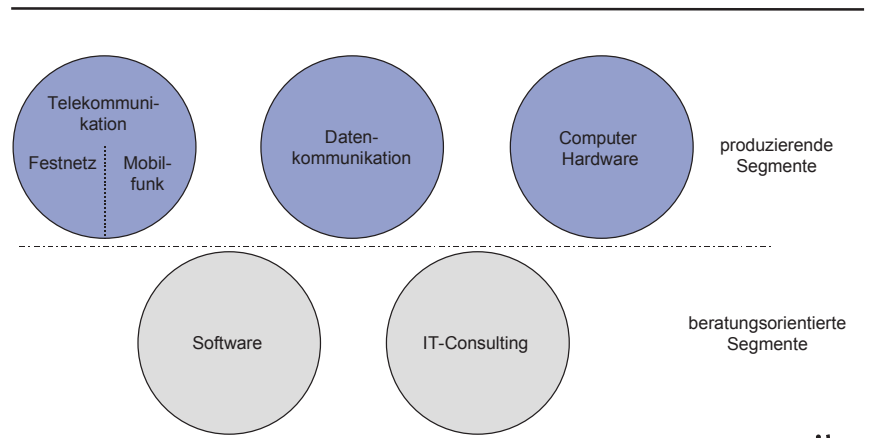 Telekommuni-
kation
Festnetz
Mobil-
funk
Daten-
kommunikation
Computer
Hardware
produzierende
Segmente
Software
IT-Consulting
beratungsorientierte
Segmente